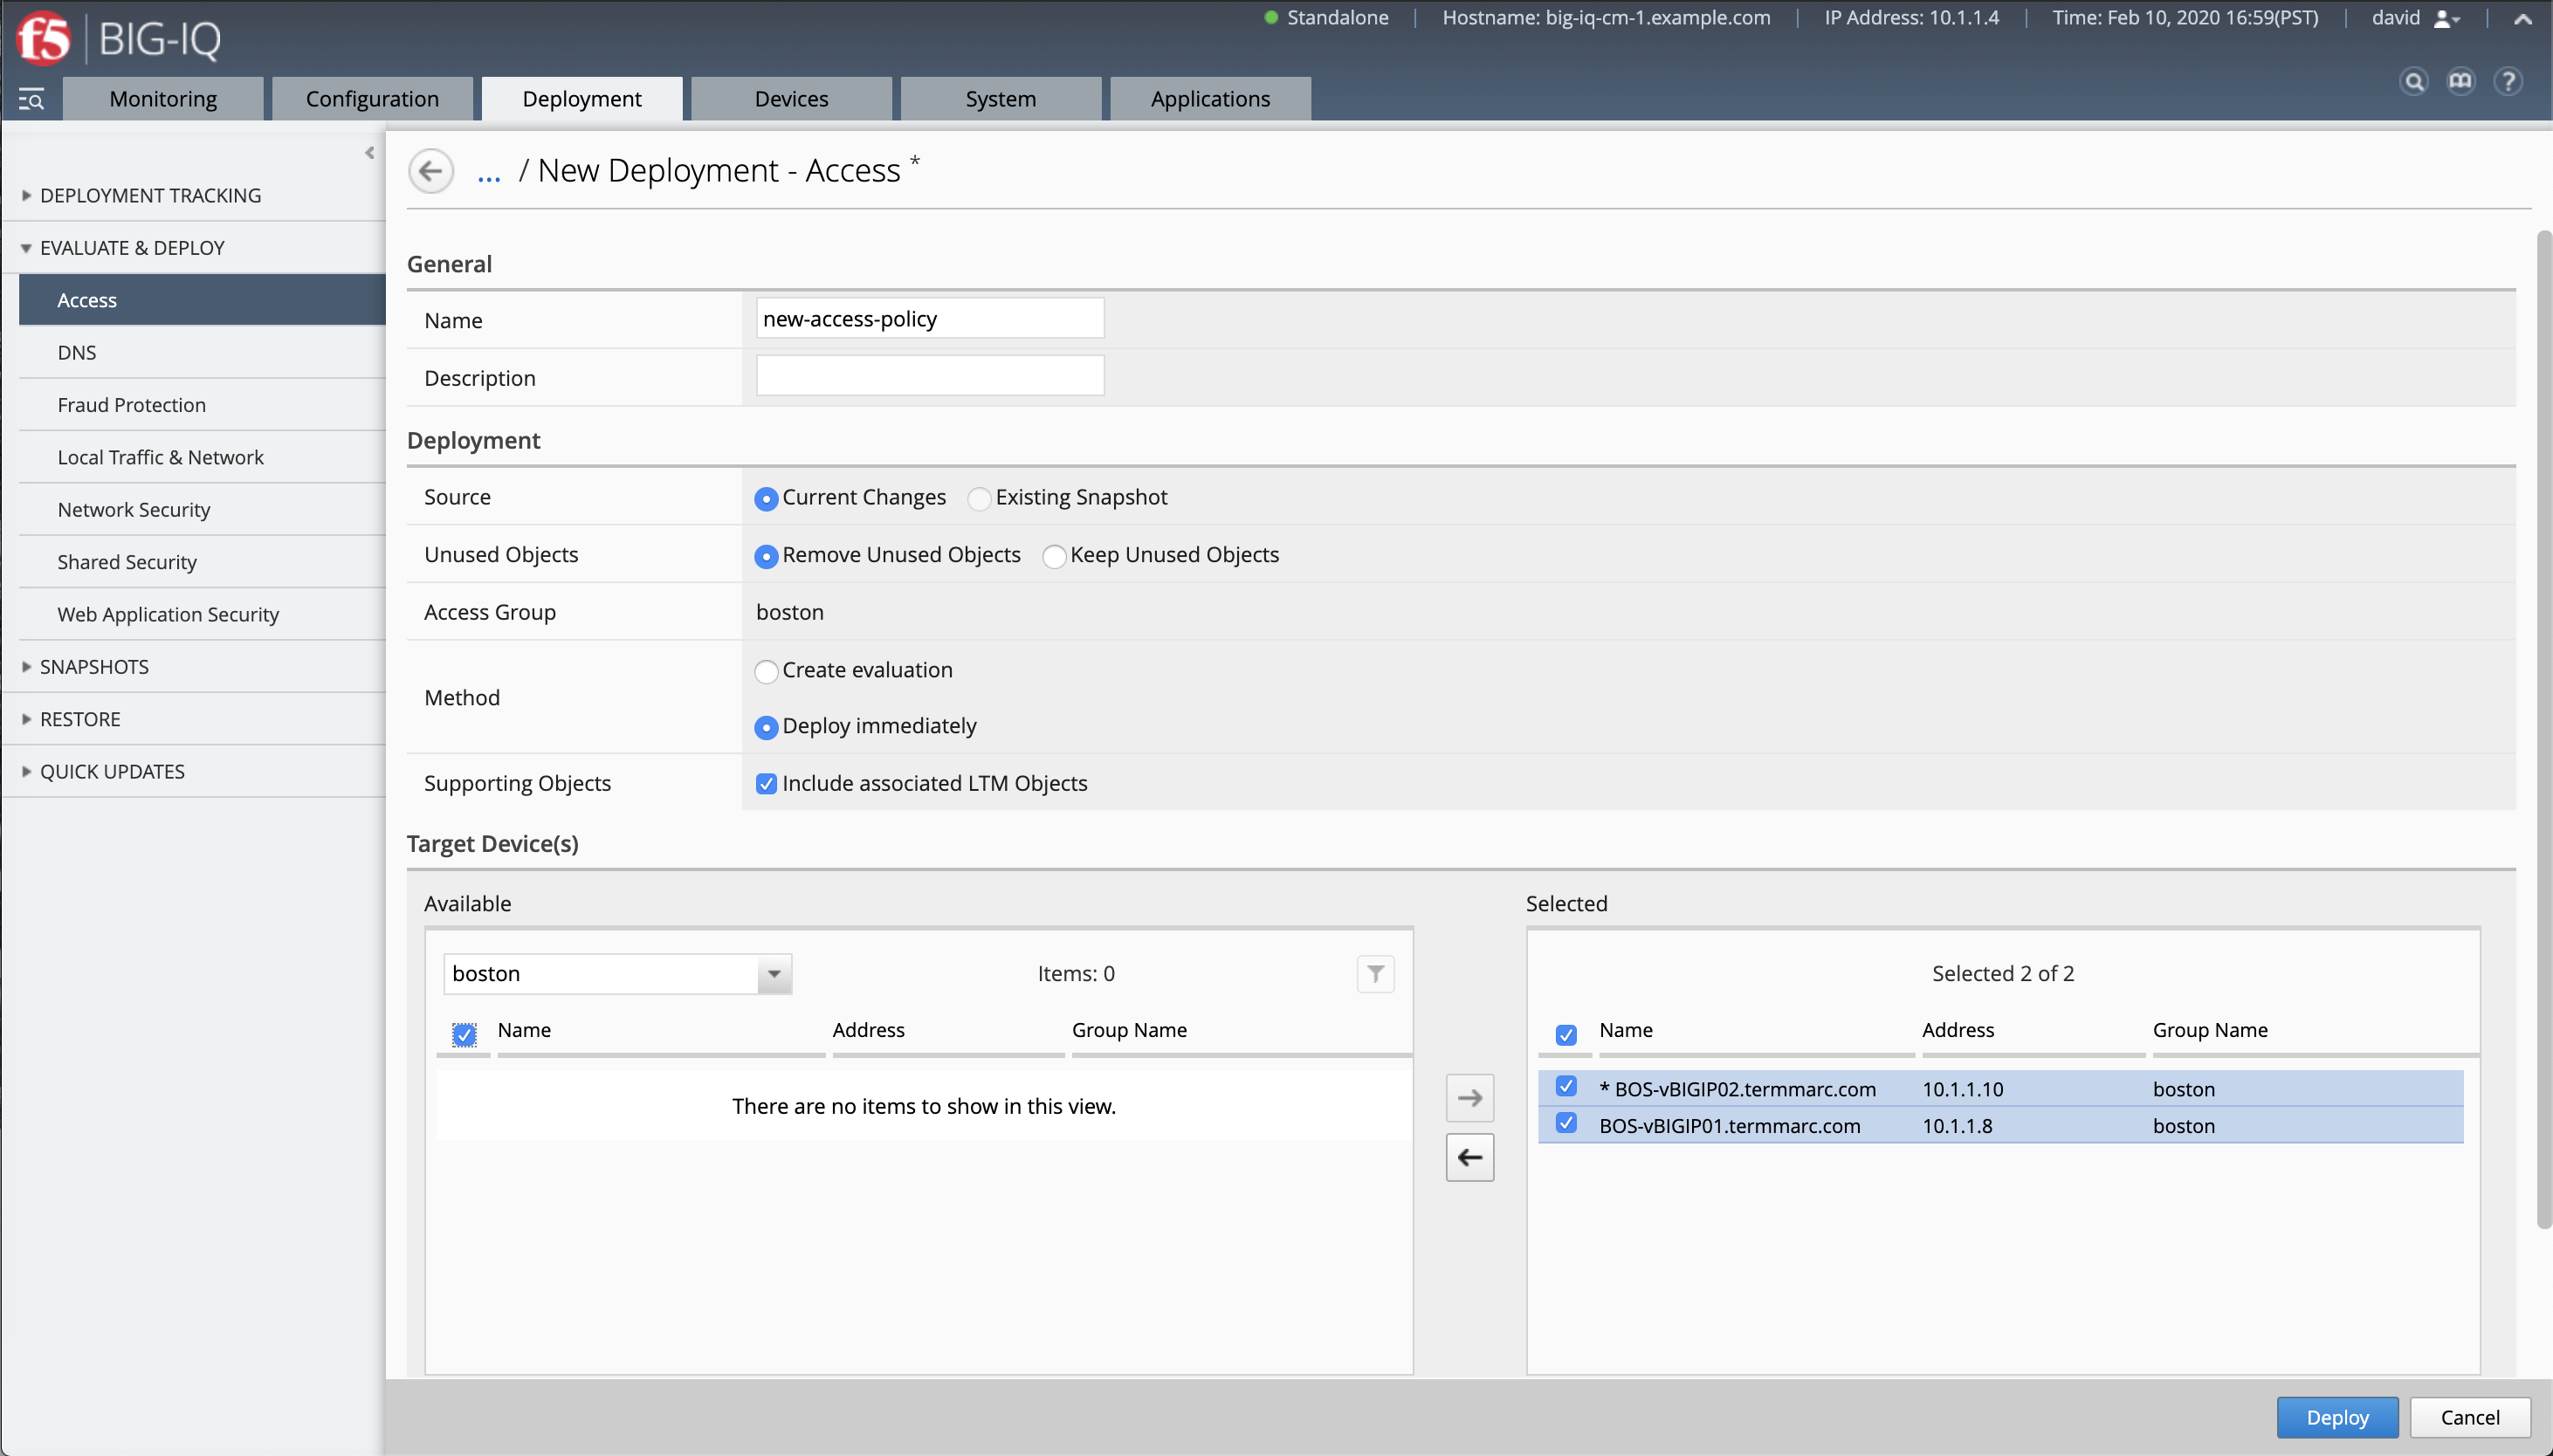 f5 BIG-IQ
Standalone Hostname: big-iq-cm-1.example.com IP Address: 10.1.1.4 Time: Feb 10, 2020 16:59(PST) david
Monitoring Configuration Deployment Devices System Applications
?
DEPLOYMENT TRACKING
EVALUATE & DEPLOY
Access
DNS
Fraud Protection
Local Traffic & Network
Network Security
Shared Security
Web Application Security
SNAPSHOTS
RESTORE
QUICK UPDATES
... / New Deployment - Access *
General
Name new-access-policy
Description
Deployment
Source Current Changes Existing Snapshot
Unused Objects Remove Unused Objects Keep Unused Objects
Access Group boston
Method Create evaluation
Deploy immediately
Supporting Objects Include associated LTM Objects
Target Device(s)
Available
boston Items: 0
Name Address Group Name
There are no items to show in this view.
Selected
Selected 2 of 2
Name Address Group Name
* BOS-vBIGIP02.termmarc.com 10.1.1.10 boston
BOS-vBIGIP01.termmarc.com 10.1.1.8 boston
Deploy Cancel